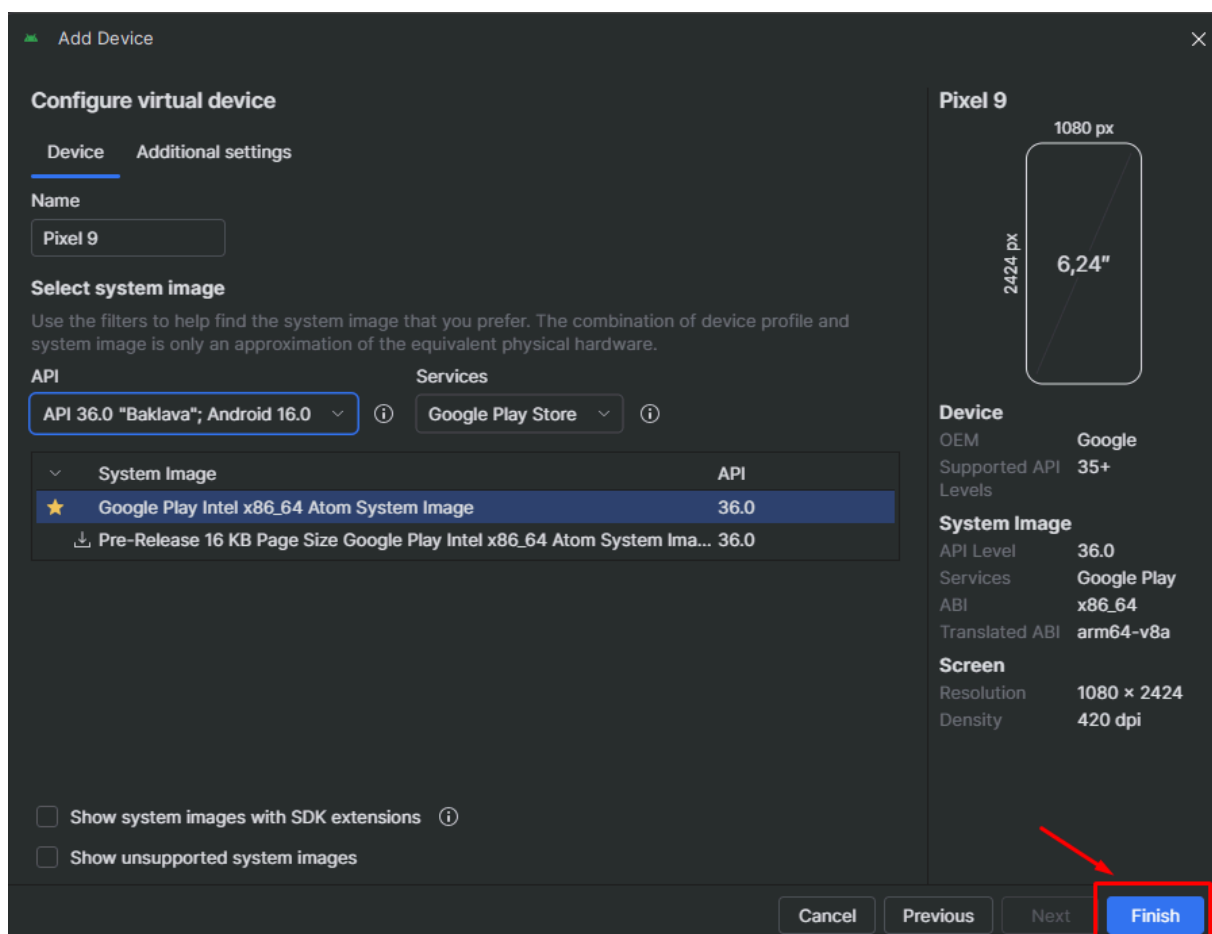 Add Device
Configure virtual device
Device Additional settings
Name
Pixel 9
Select system image
Use the filters to help find the system image that you prefer. The combination of device profile and
system image is only an approximation of the equivalent physical hardware.
API Services
API 36.0 "Baklava"; Android 16.0 Google Play Store
System Image API
Google Play Intel x86_64 Atom System Image 36.0
Pre-Release 16 KB Page Size Google Play Intel x86_64 Atom System Ima... 36.0
Show system images with SDK extensions
Show unsupported system images
Pixel 9
1080 px
2424 px
6,24"
Device
OEM Google
Supported API 35+
Levels
System Image
API Level 36.0
Services Google Play
ABI x86_64
Translated ABI arm64-v8a
Screen
Resolution 1080 × 2424
Density 420 dpi
Cancel Previous Next Finish